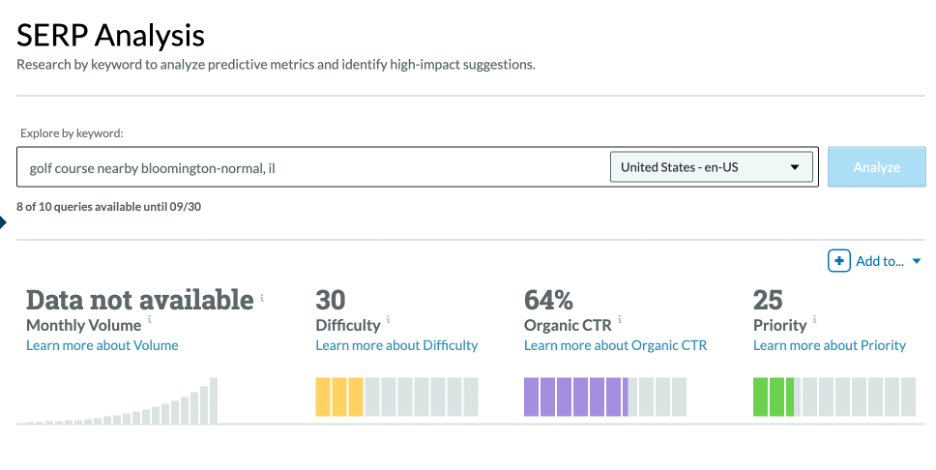 SERP Analysis
Research by keyword to analyze predictive metrics and identify high-impact suggestions.
Explore by keyword:
golf course nearby bloomington-normal, il
United States - en-US
Analyze
8 of 10 queries available until 09/30
Add to...
Data not available i
Monthly Volume i
Learn more about Volume
30
Difficulty i
Learn more about Difficulty
64%
Organic CTR i
Learn more about Organic CTR
25
Priority i
Learn more about Priority